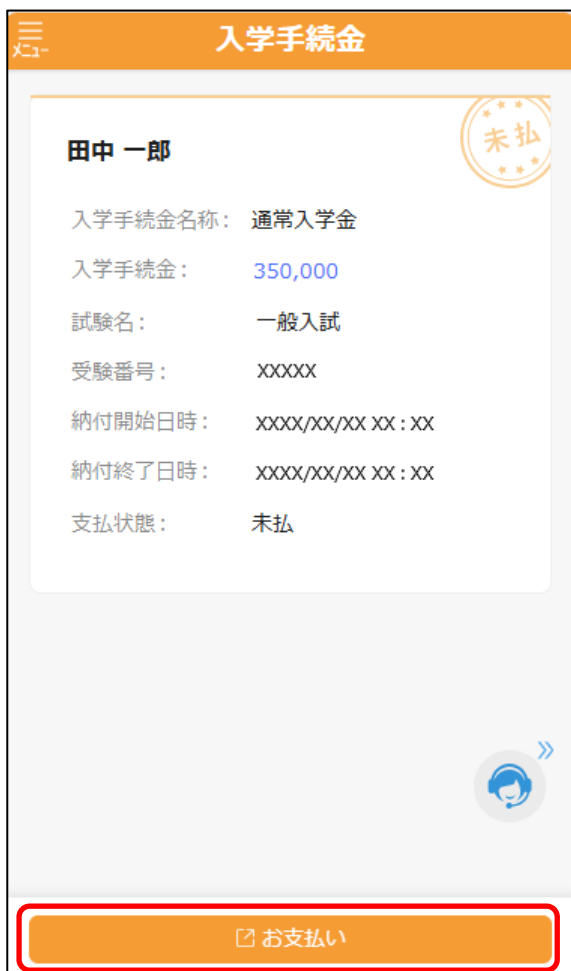 メニュー
入学手続金
未払
田中 一郎
入学手続金名称: 通常入学金
入学手続金: 350,000
試験名: 一般入試
受験番号: XXXXX
納付開始日時: XXXX/XX/XX XX : XX
納付終了日時: XXXX/XX/XX XX : XX
支払状態: 未払
お支払い